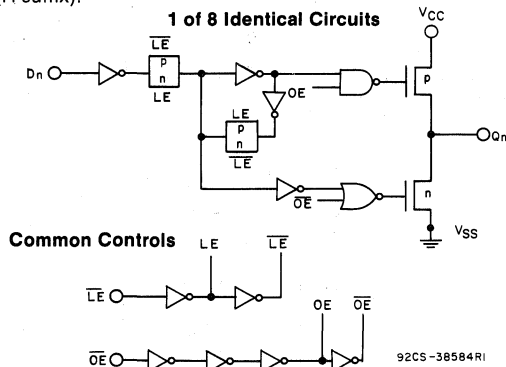 (H suffix).
1 of 8 Identical Circuits
VCC
LE
Dn
p
n
LE
OE
p
LE
p
n
LE
Qn
OE
n
VSS
Common Controls
LE
LE
LE
OE
OE
OE
92CS-38584RI